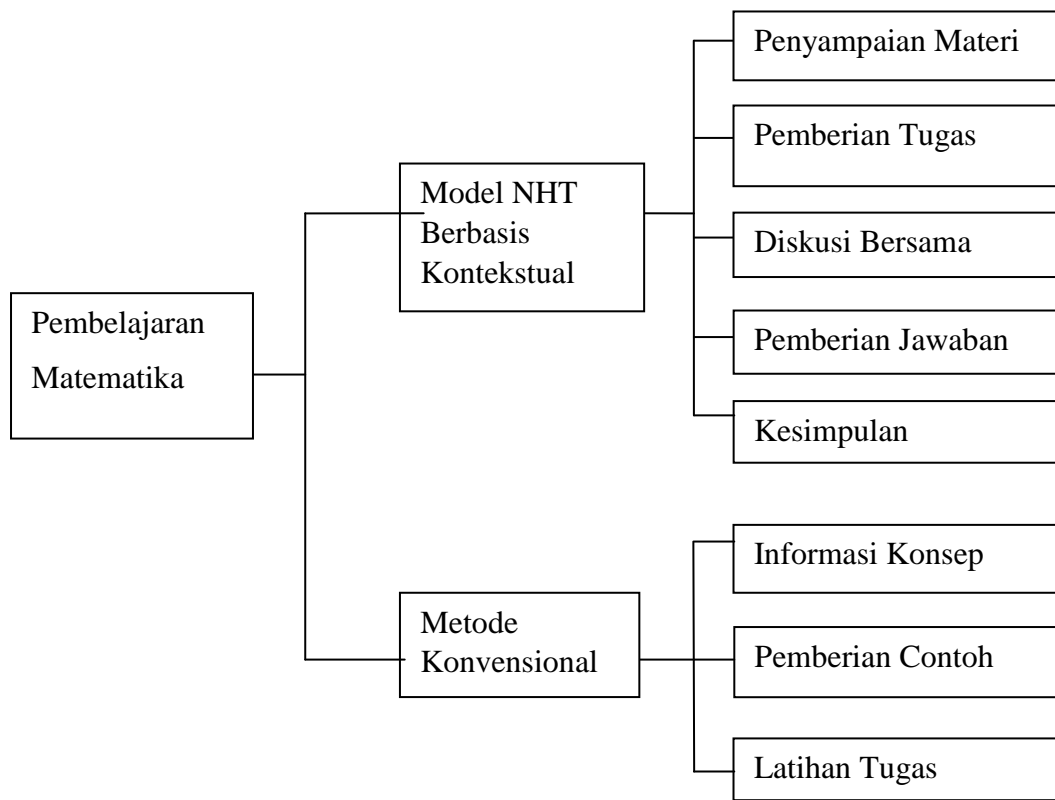 Pembelajaran
Matematika
Model NHT
Berbasis
Kontekstual
Penyampaian Materi
Pemberian Tugas
Diskusi Bersama
Pemberian Jawaban
Kesimpulan
Metode
Konvensional
Informasi Konsep
Pemberian Contoh
Latihan Tugas